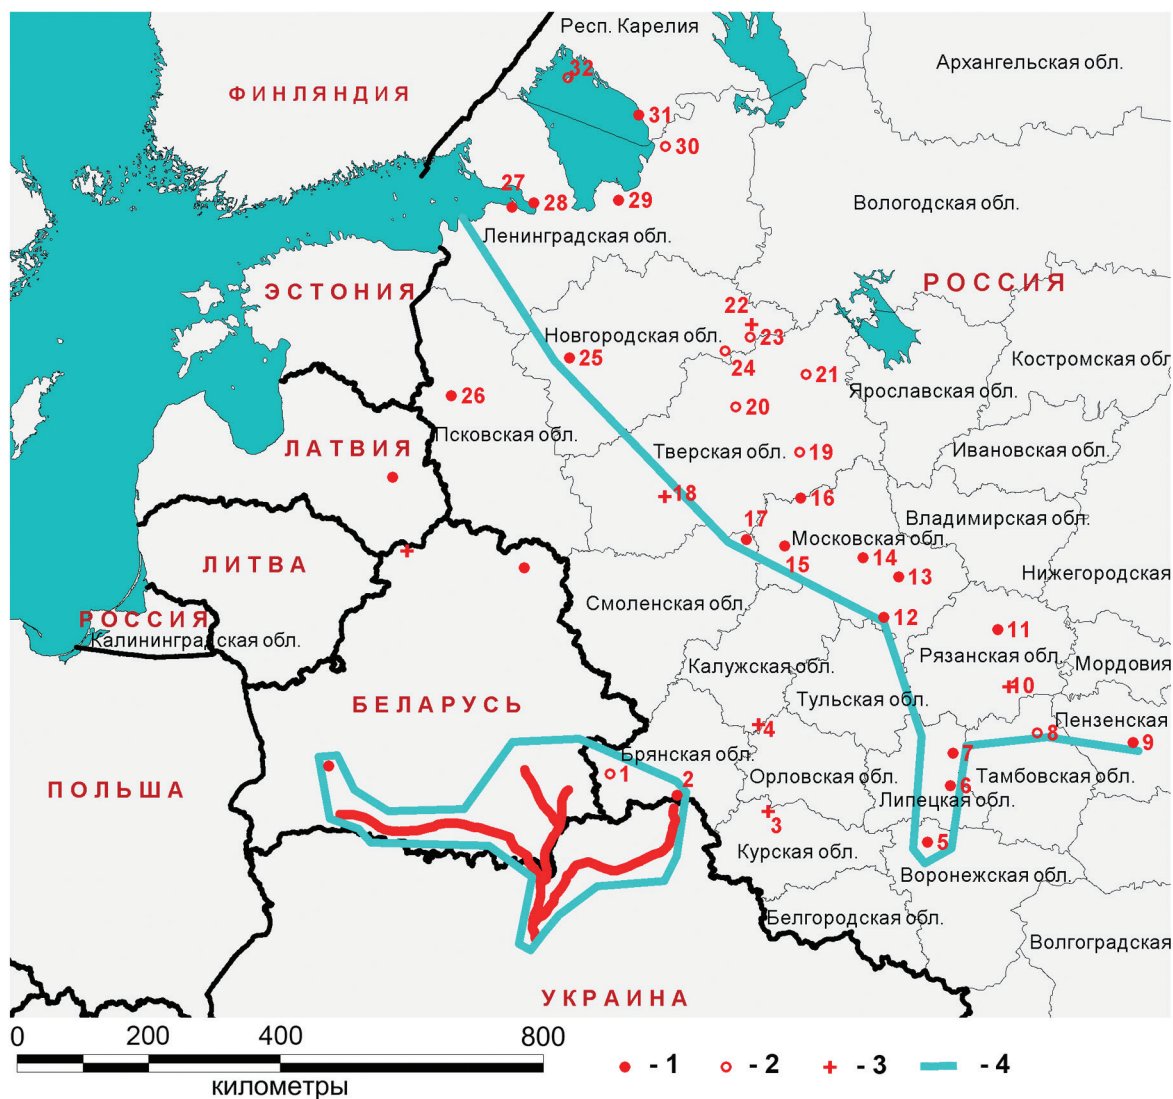 Респ. Карелия
Архангельская обл.
32
ФИНЛЯНДИЯ
31
30
27
28
29
Вологодская обл.
Ленинградская обл.
РОССИЯ
ЭСТОНИЯ
22
23
Новгородская обл.
25
24
21
Костромская обл
Ярославская обл.
26
20
Псковская обл.
ЛАТВИЯ
Тверская обл.
19
Ивановская обл.
18
16
17
Владимирская обл.
Московская обл.
15
14
13
ЛИТВА
Нижегородская
Смоленская обл.
РОССИЯ
Калининградская обл.
12
11
Рязанская обл.
Мордовия
Калужская обл.
10
Тульская обл.
БЕЛАРУСЬ
4
8
Пензенская
9
Брянская обл.
7
1
2
Орловская обл.
Тамбовская обл.
ПОЛЬША
6
Липецкая обл.
3
5
Курская обл.
Воронежская обл.
Белгородская обл.
Волгоградская
УКРАИНА
0 200 400 800
километры
- 1 - 2 - 3 - 4